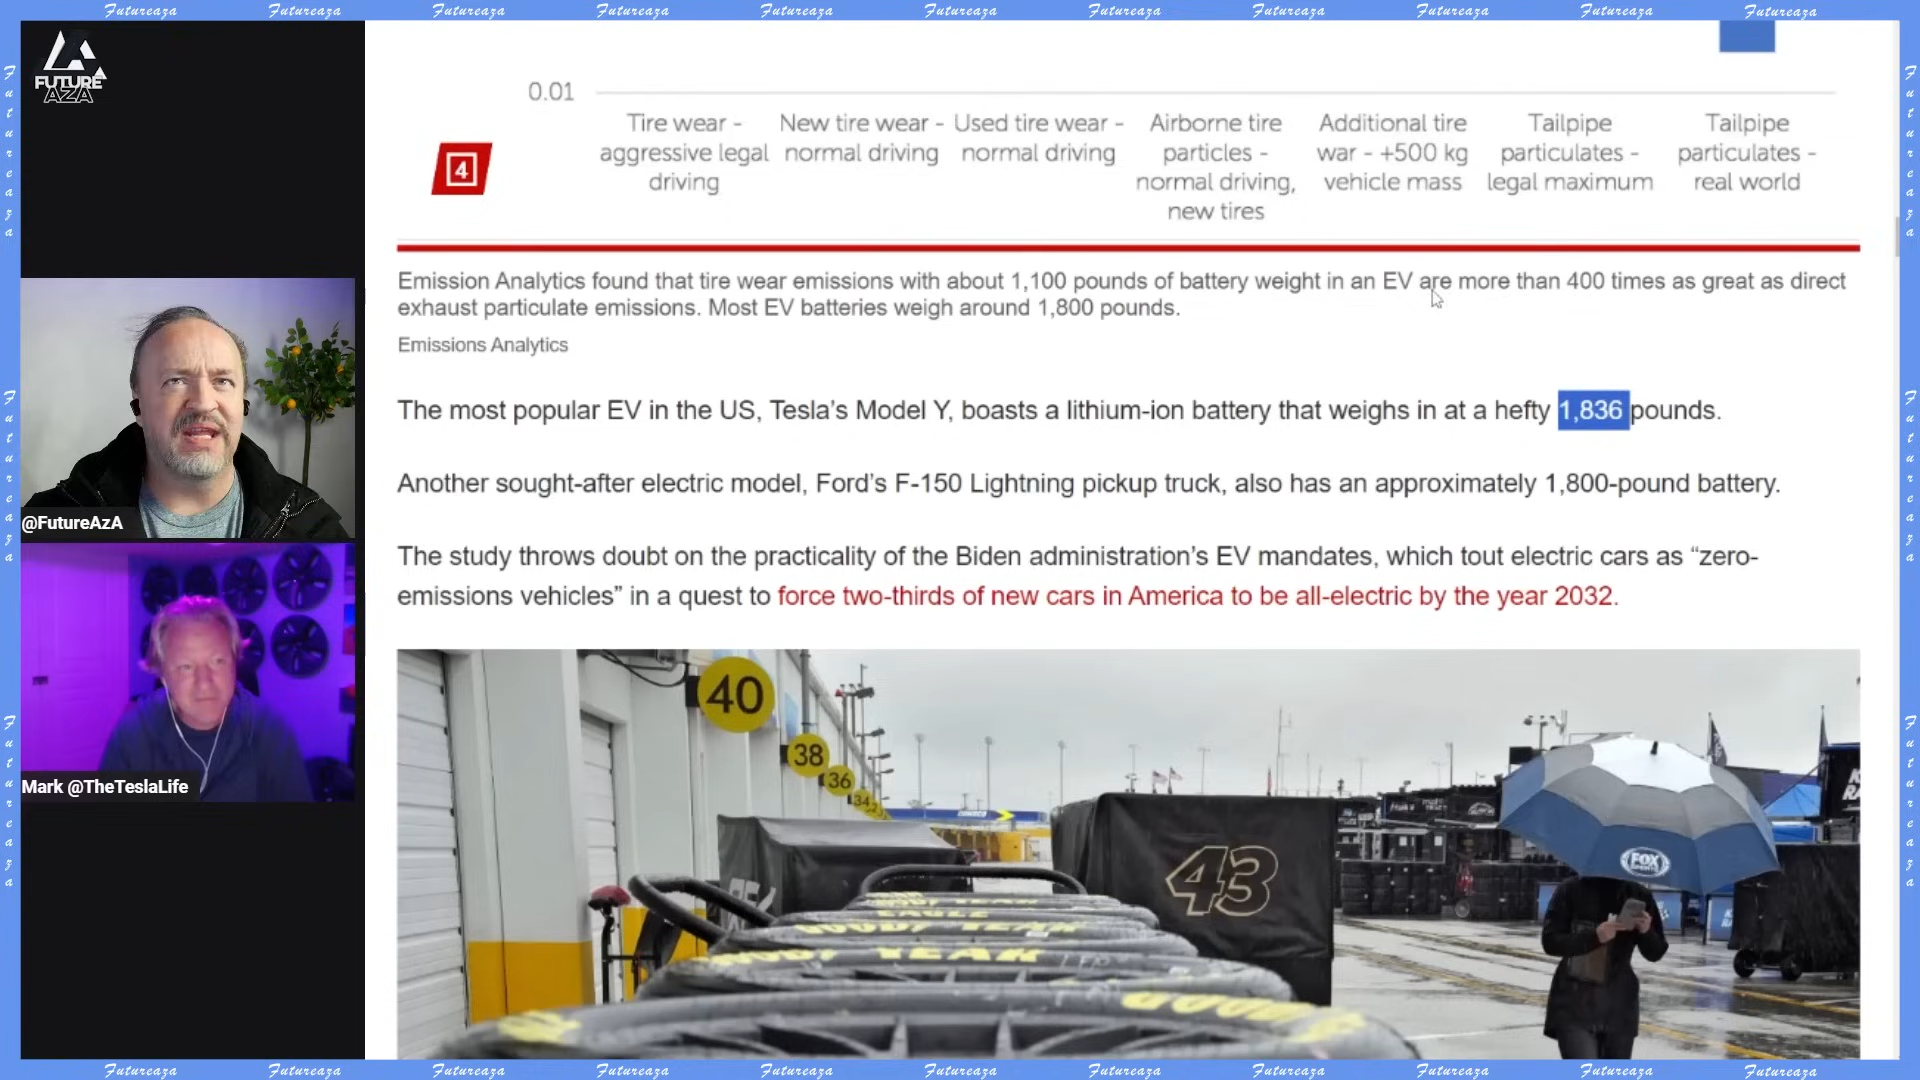 Futureaza Futureaza Futureaza Futureaza Futureaza Futureaza Futureaza Futureaza Futureaza Futureaza Futureaza
FUTURE
AZA
0.01
Tire wear -
aggressive legal
driving
New tire wear -
normal driving
Used tire wear -
normal driving
Airborne tire
particles -
normal driving,
new tires
Additional tire
war - +500 kg
vehicle mass
Tailpipe
particulates -
legal maximum
Tailpipe
particulates -
real world
4
Emission Analytics found that tire wear emissions with about 1,100 pounds of battery weight in an EV are more than 400 times as great as direct
exhaust particulate emissions. Most EV batteries weigh around 1,800 pounds.
Emissions Analytics
The most popular EV in the US, Tesla's Model Y, boasts a lithium-ion battery that weighs in at a hefty 1,836 pounds.
Another sought-after electric model, Ford's F-150 Lightning pickup truck, also has an approximately 1,800-pound battery.
The study throws doubt on the practicality of the Biden administration's EV mandates, which tout electric cars as “zero-
emissions vehicles” in a quest to force two-thirds of new cars in America to be all-electric by the year 2032.
@FutureAzA
Mark @TheTeslaLife
40
38
36
34
43
FOX
EAGLE
YEAR
Futureaza Futureaza Futureaza Futureaza Futureaza Futureaza Futureaza Futureaza Futureaza Futureaza Futureaza